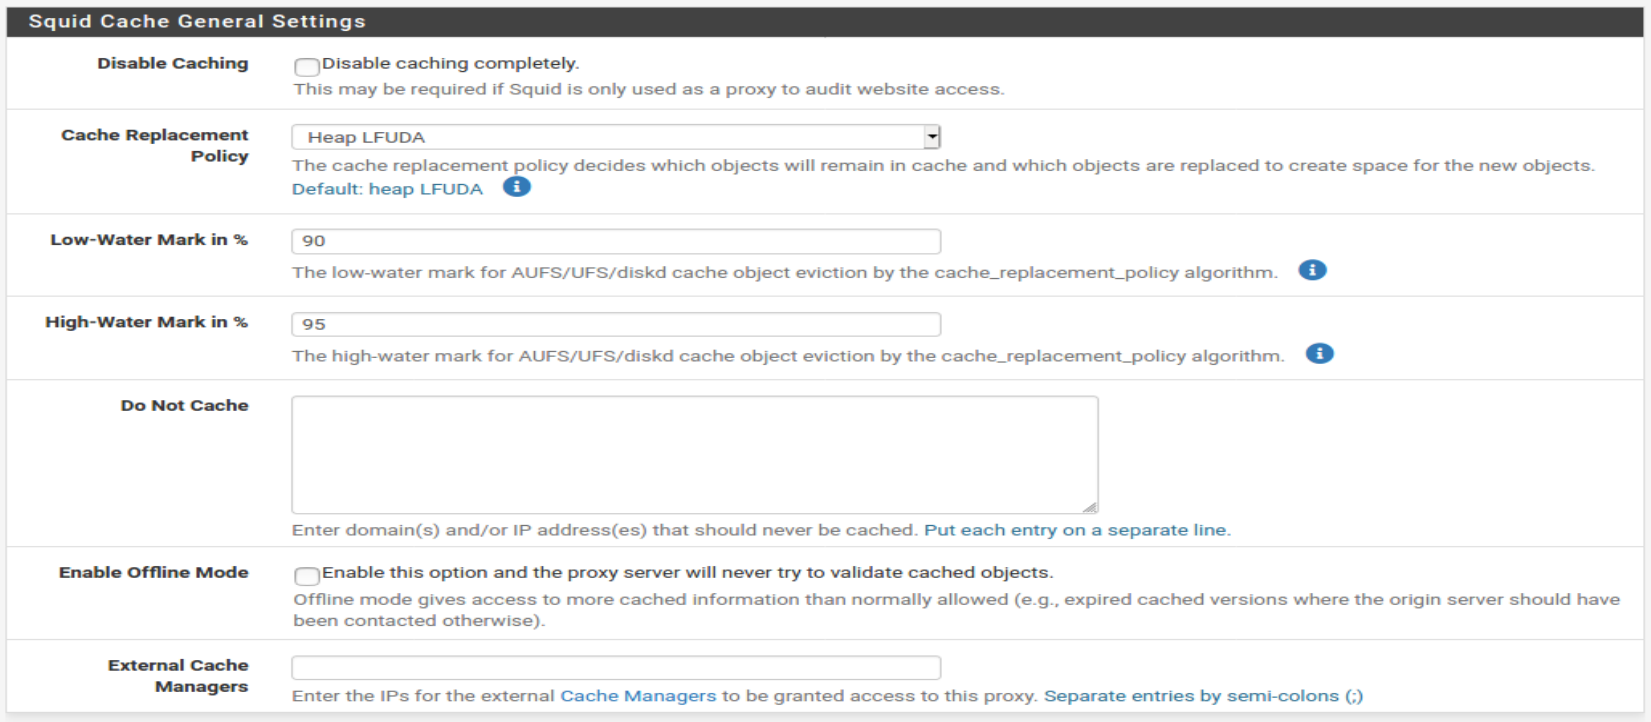 Squid Cache General Settings
Disable Caching
Disable caching completely.
This may be required if Squid is only used as a proxy to audit website access.
Cache Replacement
Policy
Heap LFUDA
The cache replacement policy decides which objects will remain in cache and which objects are replaced to create space for the new objects.
Default: heap LFUDA
Low-Water Mark in %
90
The low-water mark for AUFS/UFS/diskd cache object eviction by the cache_replacement_policy algorithm.
High-Water Mark in %
95
The high-water mark for AUFS/UFS/diskd cache object eviction by the cache_replacement_policy algorithm.
Do Not Cache
Enter domain(s) and/or IP address(es) that should never be cached. Put each entry on a separate line.
Enable Offline Mode
Enable this option and the proxy server will never try to validate cached objects.
Offline mode gives access to more cached information than normally allowed (e.g., expired cached versions where the origin server should have
been contacted otherwise).
External Cache
Managers
Enter the IPs for the external Cache Managers to be granted access to this proxy. Separate entries by semi-colons (;)